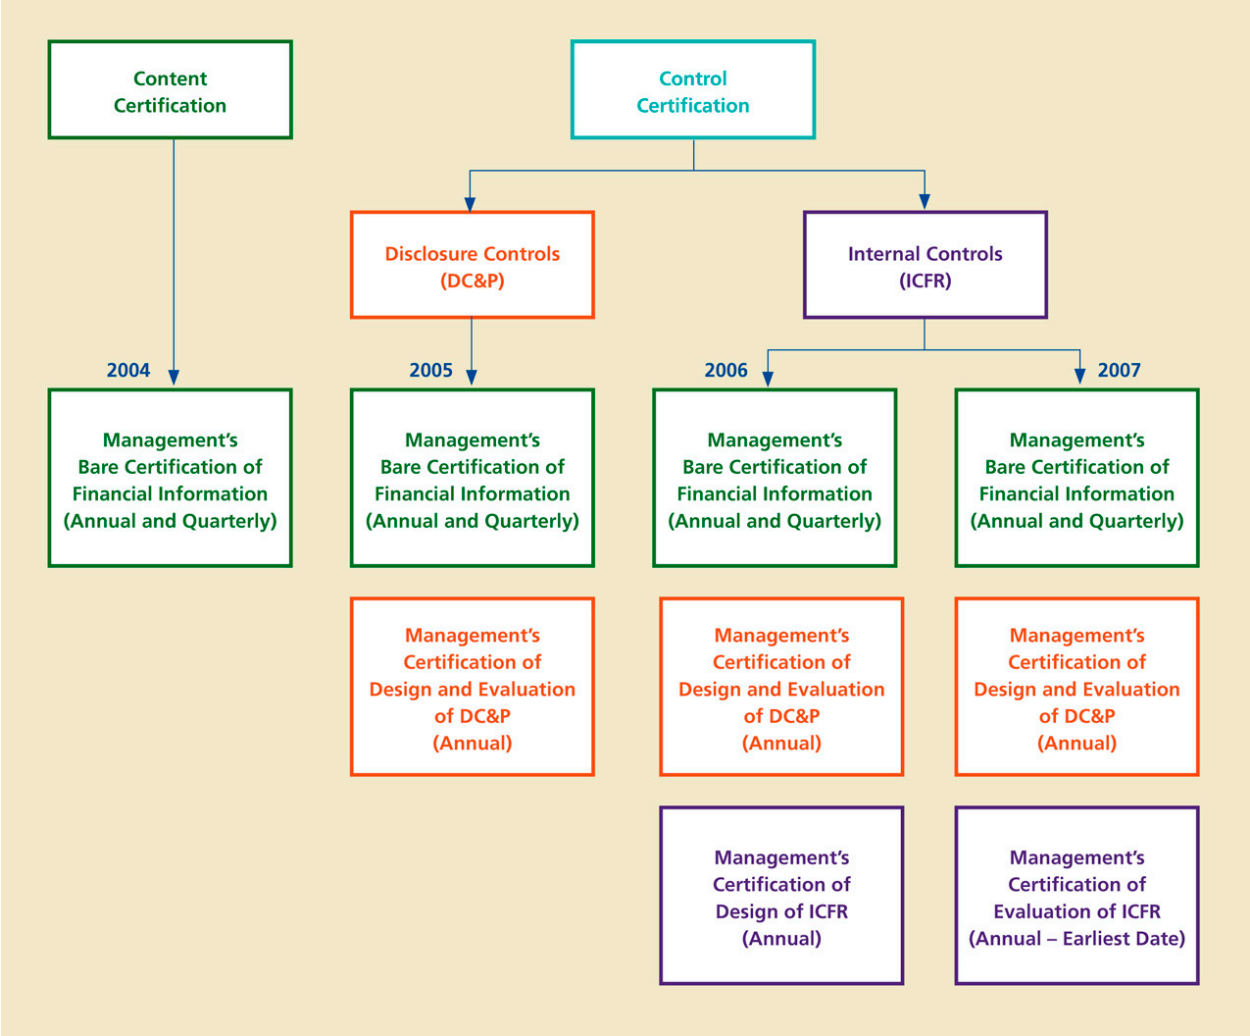 Content
Certification
Control
Certification
Disclosure Controls
(DC&P)
Internal Controls
(ICFR)
2004
2005
2006
2007
Management’s
Bare Certification of
Financial Information
(Annual and Quarterly)
Management’s
Bare Certification of
Financial Information
(Annual and Quarterly)
Management’s
Bare Certification of
Financial Information
(Annual and Quarterly)
Management’s
Bare Certification of
Financial Information
(Annual and Quarterly)
Management’s
Certification of
Design and Evaluation
of DC&P
(Annual)
Management’s
Certification of
Design and Evaluation
of DC&P
(Annual)
Management’s
Certification of
Design and Evaluation
of DC&P
(Annual)
Management’s
Certification of
Design of ICFR
(Annual)
Management’s
Certification of
Evaluation of ICFR
(Annual – Earliest Date)